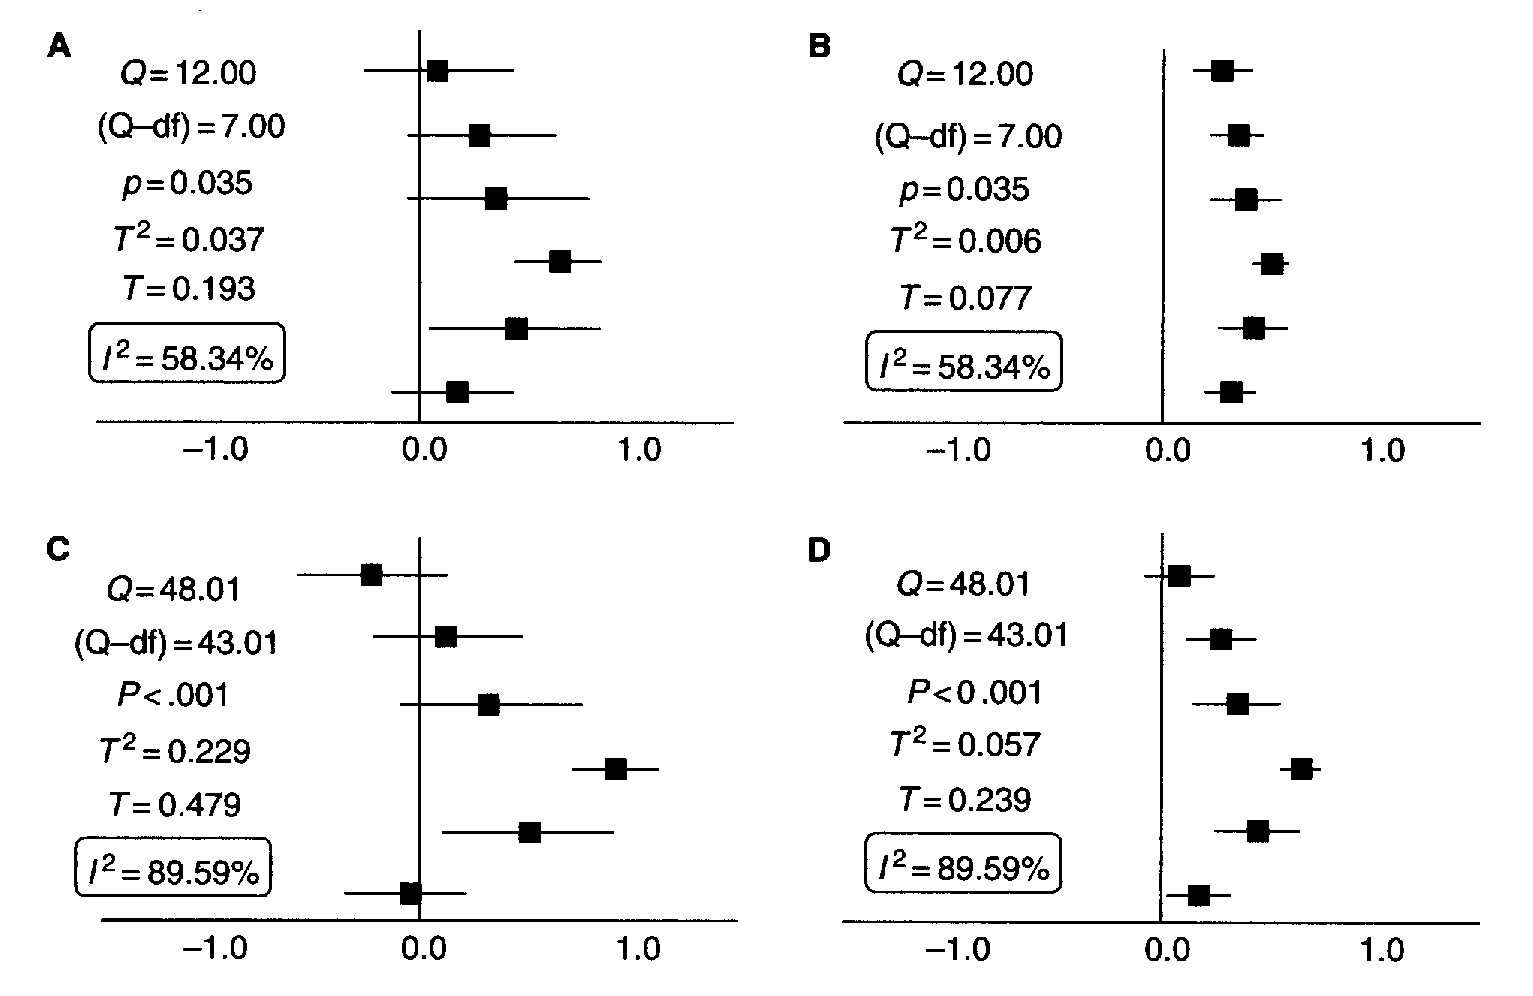 A
Q=12.00
(Q–df)=7.00
p=0.035
T²=0.037
T=0.193
I²=58.34%
–1.0 0.0 1.0
B
Q=12.00
(Q–df)=7.00
p=0.035
T²=0.006
T=0.077
I²=58.34%
–1.0 0.0 1.0
C
Q=48.01
(Q–df)=43.01
P<.001
T²=0.229
T=0.479
I²=89.59%
–1.0 0.0 1.0
D
Q=48.01
(Q–df)=43.01
P<0.001
T²=0.057
T=0.239
I²=89.59%
–1.0 0.0 1.0